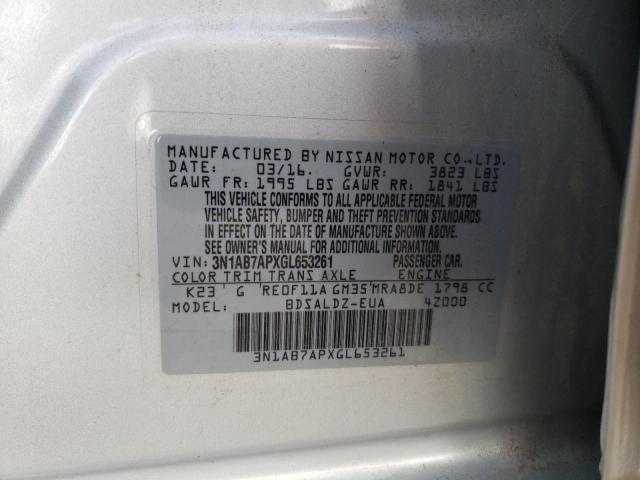 MANUFACTURED BY NISSAN MOTOR CO.,LTD.
DATE: 03/16. GVWR: 3823 LBS
GAWR FR: 1995 LBS GAWR RR: 1841 LBS
THIS VEHICLE CONFORMS TO ALL APPLICABLE FEDERAL MOTOR
VEHICLE SAFETY, BUMPER AND THEFT PREVENTION STANDARDS
IN EFFECT ON THE DATE OF MANUFACTURE SHOWN ABOVE.
SEE OWNER'S MANUAL FOR ADDITIONAL INFORMATION.
VIN: 3N1AB7APXGL653261 PASSENGER CAR.
COLOR TRIM TRANS AXLE ENGINE
K23 G RE0F11A GM35 MRA8DE 1798 CC
MODEL: BDSALDZ-EUA 4Z000
3N1AB7APXGL653261